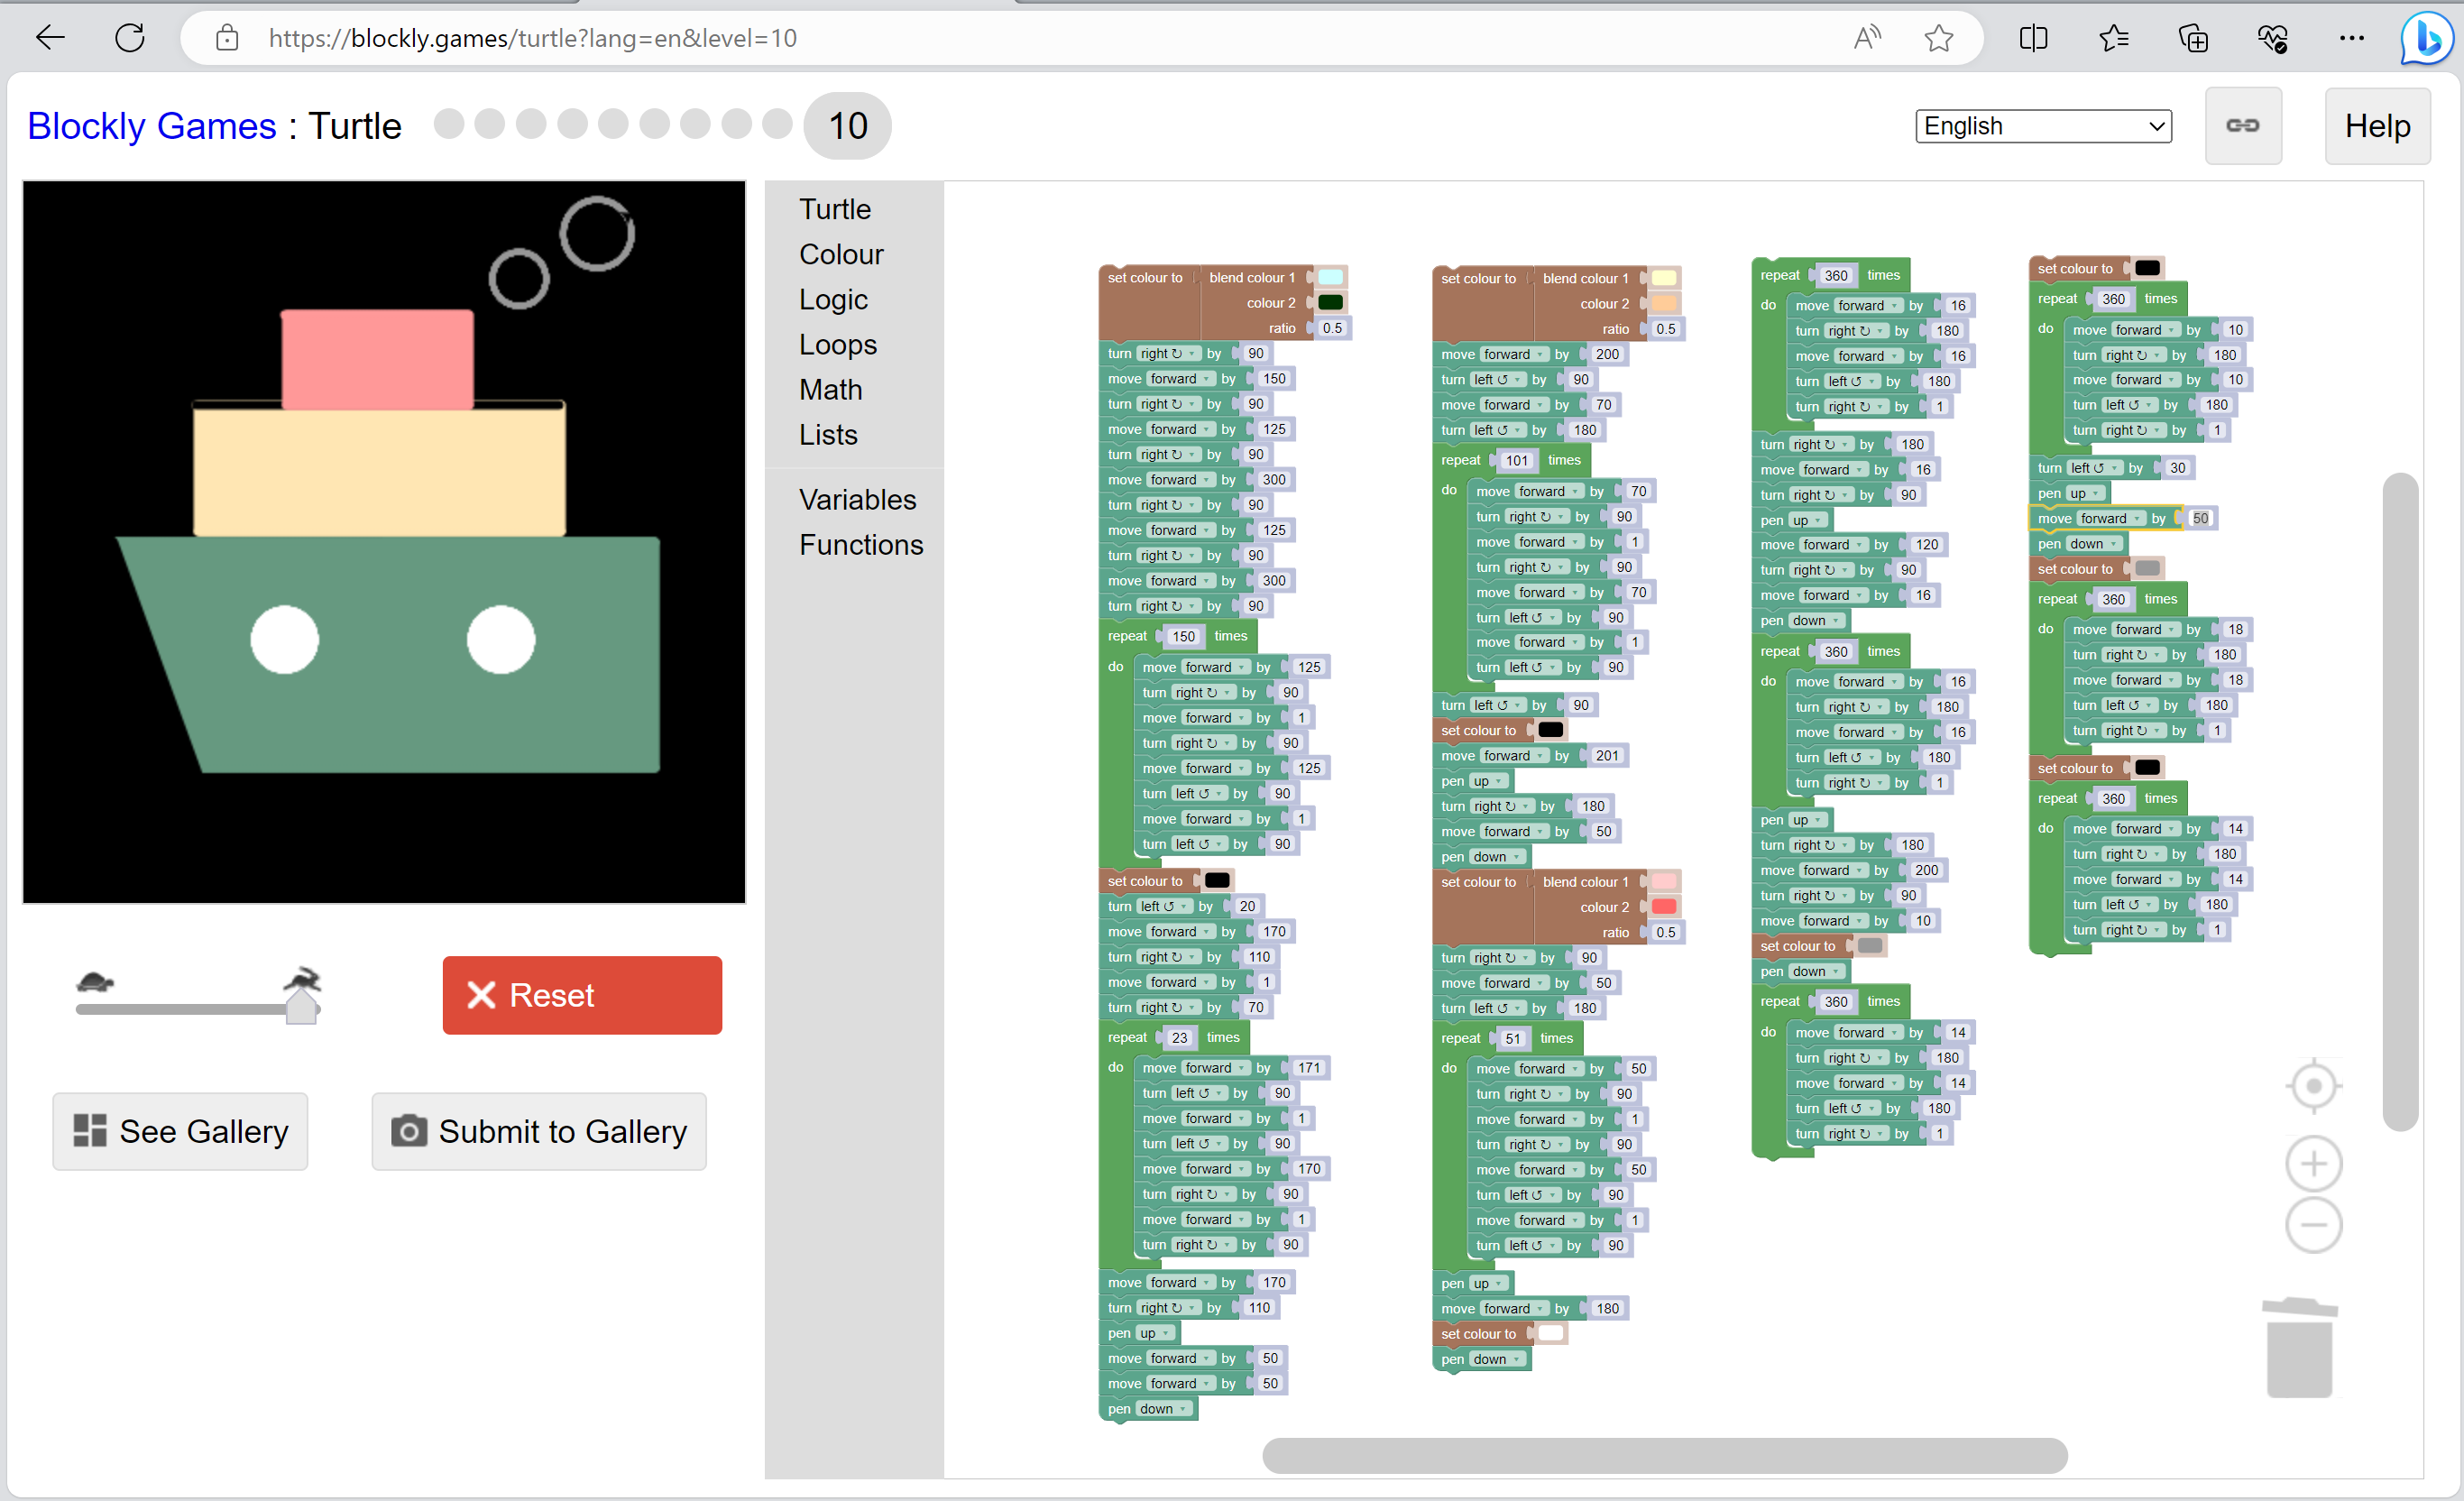 https://blockly.games/turtle?lang=en&level=10
Blockly Games : Turtle
10
English
Help
Turtle
Colour
Logic
Loops
Math
Lists
Variables
Functions
Reset
See Gallery
Submit to Gallery
set colour to blend colour 1
colour 2
ratio 0.5
turn right ↻ by 90
move forward by 150
turn right ↻ by 90
move forward by 125
turn right ↻ by 90
move forward by 300
turn right ↻ by 90
move forward by 125
turn right ↻ by 90
move forward by 300
turn right ↻ by 90
repeat 150 times
do move forward by 125
turn right ↻ by 90
move forward by 1
turn right ↻ by 90
move forward by 125
turn left ↺ by 90
move forward by 1
turn left ↺ by 90
set colour to
turn left ↺ by 20
move forward by 170
turn right ↻ by 110
move forward by 1
turn right ↻ by 70
repeat 23 times
do move forward by 171
turn left ↺ by 90
move forward by 1
turn left ↺ by 90
move forward by 170
turn right ↻ by 90
move forward by 1
turn right ↻ by 90
move forward by 170
turn right ↻ by 110
pen up
move forward by 50
move forward by 50
pen down
set colour to blend colour 1
colour 2
ratio 0.5
move forward by 200
turn left ↺ by 90
move forward by 70
turn left ↺ by 180
repeat 101 times
do move forward by 70
turn right ↻ by 90
move forward by 1
turn right ↻ by 90
move forward by 70
turn left ↺ by 90
move forward by 1
turn left ↺ by 90
turn left ↺ by 90
set colour to
move forward by 201
pen up
turn right ↻ by 180
move forward by 50
pen down
set colour to blend colour 1
colour 2
ratio 0.5
turn right ↻ by 90
move forward by 50
turn left ↺ by 180
repeat 51 times
do move forward by 50
turn right ↻ by 90
move forward by 1
turn right ↻ by 90
move forward by 50
turn left ↺ by 90
move forward by 1
turn left ↺ by 90
pen up
move forward by 180
set colour to
pen down
repeat 360 times
do move forward by 16
turn right ↻ by 180
move forward by 16
turn left ↺ by 180
turn right ↻ by 1
turn right ↻ by 180
move forward by 16
turn right ↻ by 90
pen up
move forward by 120
turn right ↻ by 90
move forward by 16
pen down
repeat 360 times
do move forward by 16
turn right ↻ by 180
move forward by 16
turn left ↺ by 180
turn right ↻ by 1
pen up
turn right ↻ by 180
move forward by 200
turn right ↻ by 90
move forward by 10
set colour to
pen down
repeat 360 times
do move forward by 14
turn right ↻ by 180
move forward by 14
turn left ↺ by 180
turn right ↻ by 1
set colour to
repeat 360 times
do move forward by 10
turn right ↻ by 180
move forward by 10
turn left ↺ by 180
turn right ↻ by 1
turn left ↺ by 30
pen up
move forward by 50
pen down
set colour to
repeat 360 times
do move forward by 18
turn right ↻ by 180
move forward by 18
turn left ↺ by 180
turn right ↻ by 1
set colour to
repeat 360 times
do move forward by 14
turn right ↻ by 180
move forward by 14
turn left ↺ by 180
turn right ↻ by 1